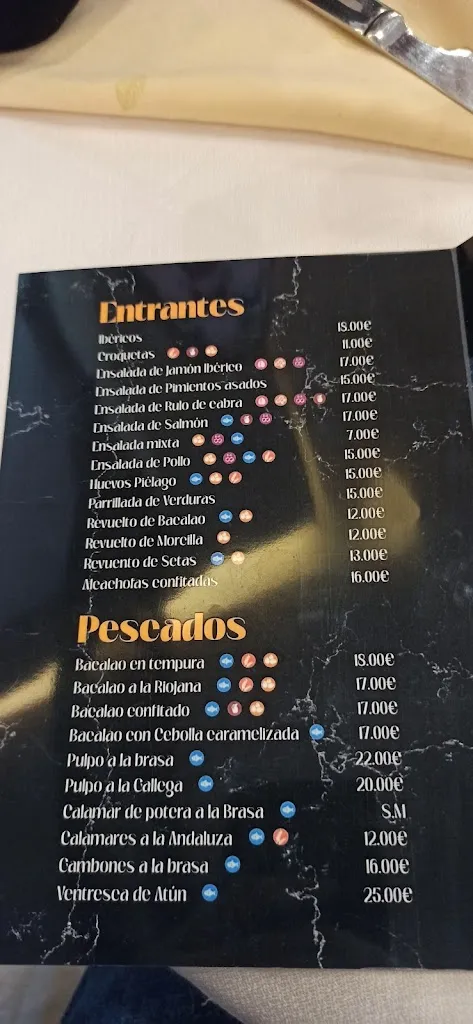 Entrantes
Ibéricos 18.00€
Croquetas 11.00€
Ensalada de Jamón Ibérico 17.00€
Ensalada de Pimientos asados 15.00€
Ensalada de Rulo de cabra 17.00€
Ensalada de Salmón 17.00€
Ensalada mixta 7.00€
Ensalada de Pollo 15.00€
Huevos Piélago 15.00€
Parrillada de Verduras 15.00€
Revuelto de Bacalao 12.00€
Revuelto de Morcilla 12.00€
Revuento de Setas 13.00€
Alcachofas confitadas 16.00€
Pescados
Bacalao en tempura 18.00€
Bacalao a la Riojana 17.00€
Bacalao confitado 17.00€
Bacalao con Cebolla caramelizada 17.00€
Pulpo a la brasa 22.00€
Pulpo a la Gallega 20.00€
Calamar de potera a la Brasa S.M
Calamares a la Andaluza 12.00€
Gambones a la brasa 16.00€
Ventresca de Atún 25.00€